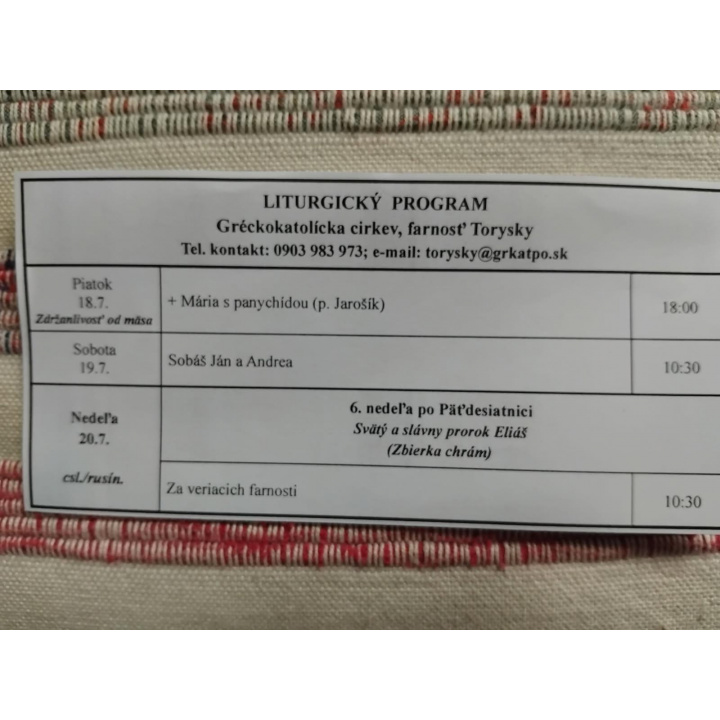 LITURGICKÝ PROGRAM
Gréckokatolícka cirkev, farnosť Torysky
Tel. kontakt: 0903 983 973; e-mail: torysky@grkatpo.sk
Piatok
18.7.
Zdržanlivosť od mäsa
+ Mária s panychídou (p. Jarošík)
18:00
Sobota
19.7.
Sobáš Ján a Andrea
10:30
Nedeľa
20.7.
csl./rusín.
6. nedeľa po Päťdesiatnici
Svätý a slávny prorok Eliáš
(Zbierka chrám)
Za veriacich farnosti
10:30